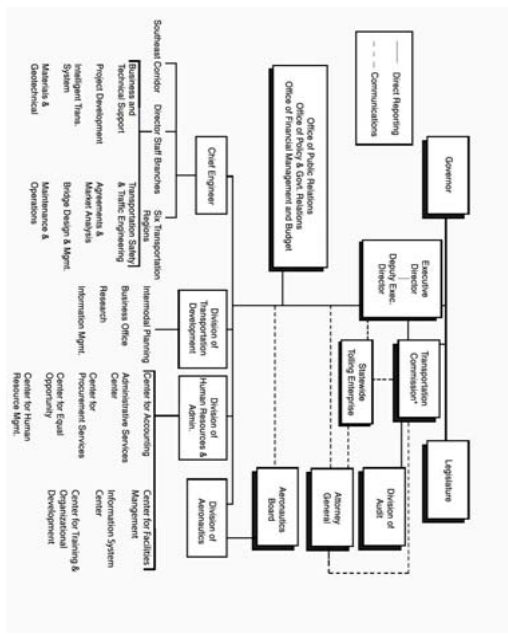 Governor
Legislature
Direct Reporting
Communications
Executive
Director
Deputy Exec.
Director
Transportation
Commission*
Statewide
Tolling Enterprise
Division of
Audit
Attorney
General
Aeronautics
Board
Office of Public Relations
Office of Policy & Govt. Relations
Office of Financial Management and Budget
Chief Engineer
Division of
Transportation
Development
Division of
Human Resources &
Admin.
Division of
Aeronautics
Southeast Corridor
Director Staff Branches
Six Transportation
Regions
Business and
Technical Support
Project Development
Intelligent Trans.
System
Materials &
Geotechnical
Transportation Safety
& Traffic Engineering
Agreements &
Market Analysis
Bridge Design & Mgmt.
Maintenance &
Operations
Intermodal Planning
Business Office
Research
Information Mgmt.
Center for Accounting
Administrative Services
Center
Center for
Procurement Services
Center for Equal
Opportunity
Center for Human
Resource Mgmt.
Center for Facilities
Mangement
Information System
Center
Center for Training &
Organizational
Development